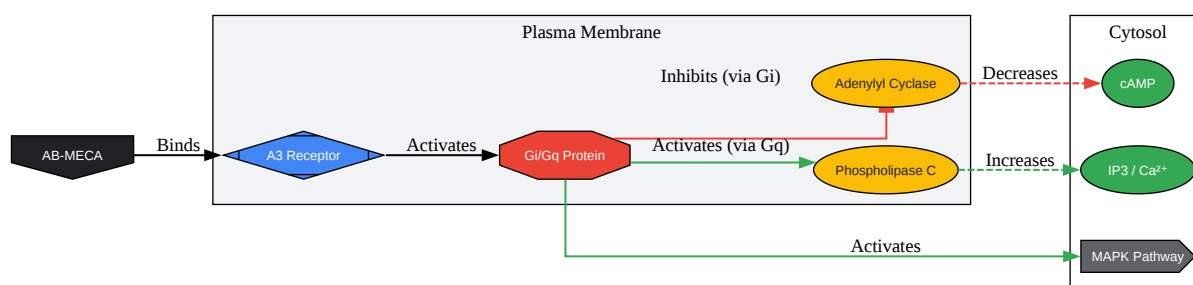 Plasma Membrane
Cytosol
Inhibits (via Gi)
Adenylyl Cyclase
Decreases
cAMP
AB-MECA
Binds
A3 Receptor
Activates
Gi/Gq Protein
Activates (via Gq)
Phospholipase C
Increases
IP3 / Ca²⁺
Activates
MAPK Pathway